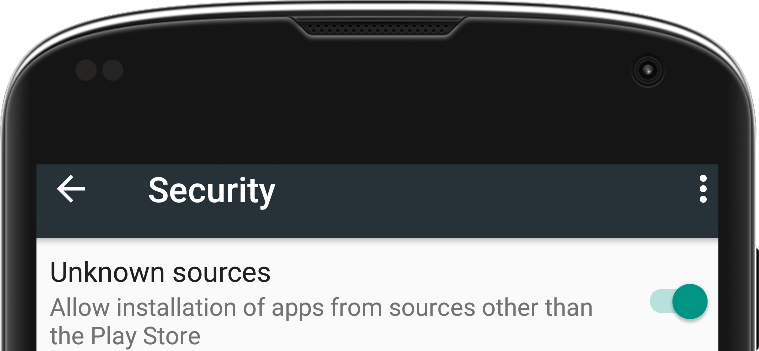 Security
Unknown sources
Allow installation of apps from sources other than
the Play Store